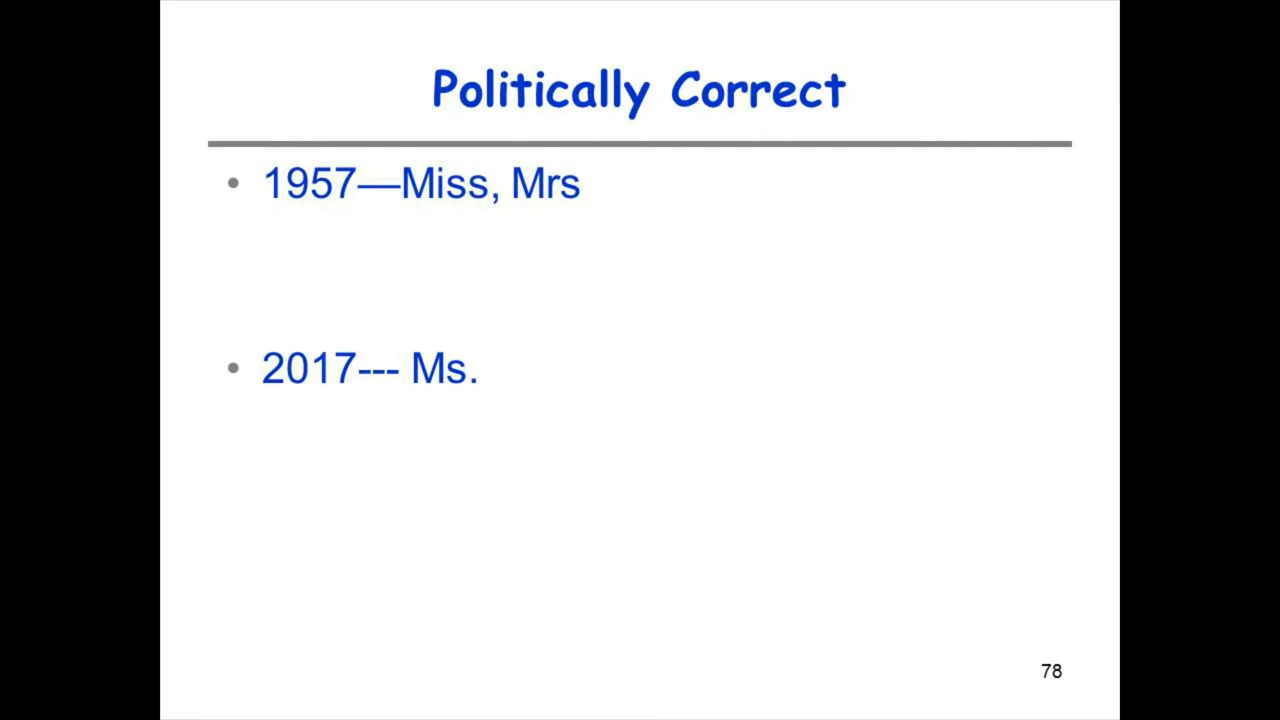 Politically Correct
• 1957—Miss, Mrs
• 2017--- Ms.
78